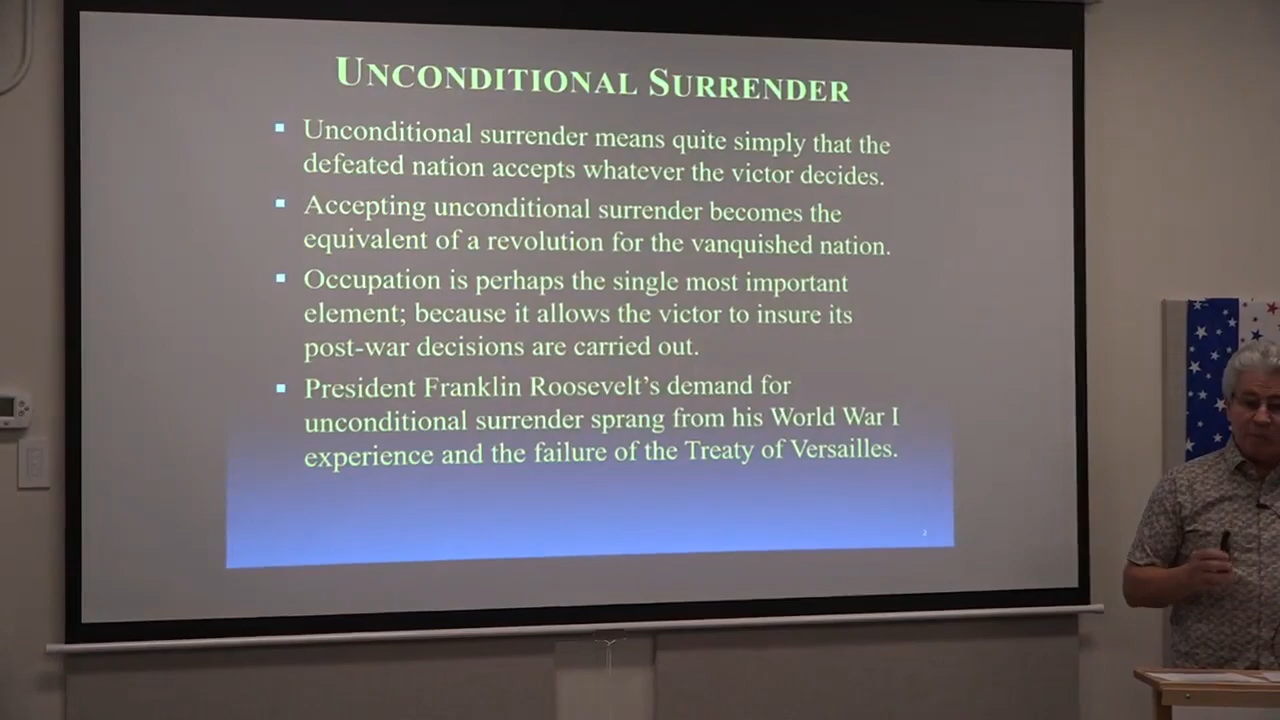 UNCONDITIONAL SURRENDER
Unconditional surrender means quite simply that the
defeated nation accepts whatever the victor decides.
Accepting unconditional surrender becomes the
equivalent of a revolution for the vanquished nation.
Occupation is perhaps the single most important
element; because it allows the victor to insure its
post-war decisions are carried out.
President Franklin Roosevelt's demand for
unconditional surrender sprang from his World War I
experience and the failure of the Treaty of Versailles.
2